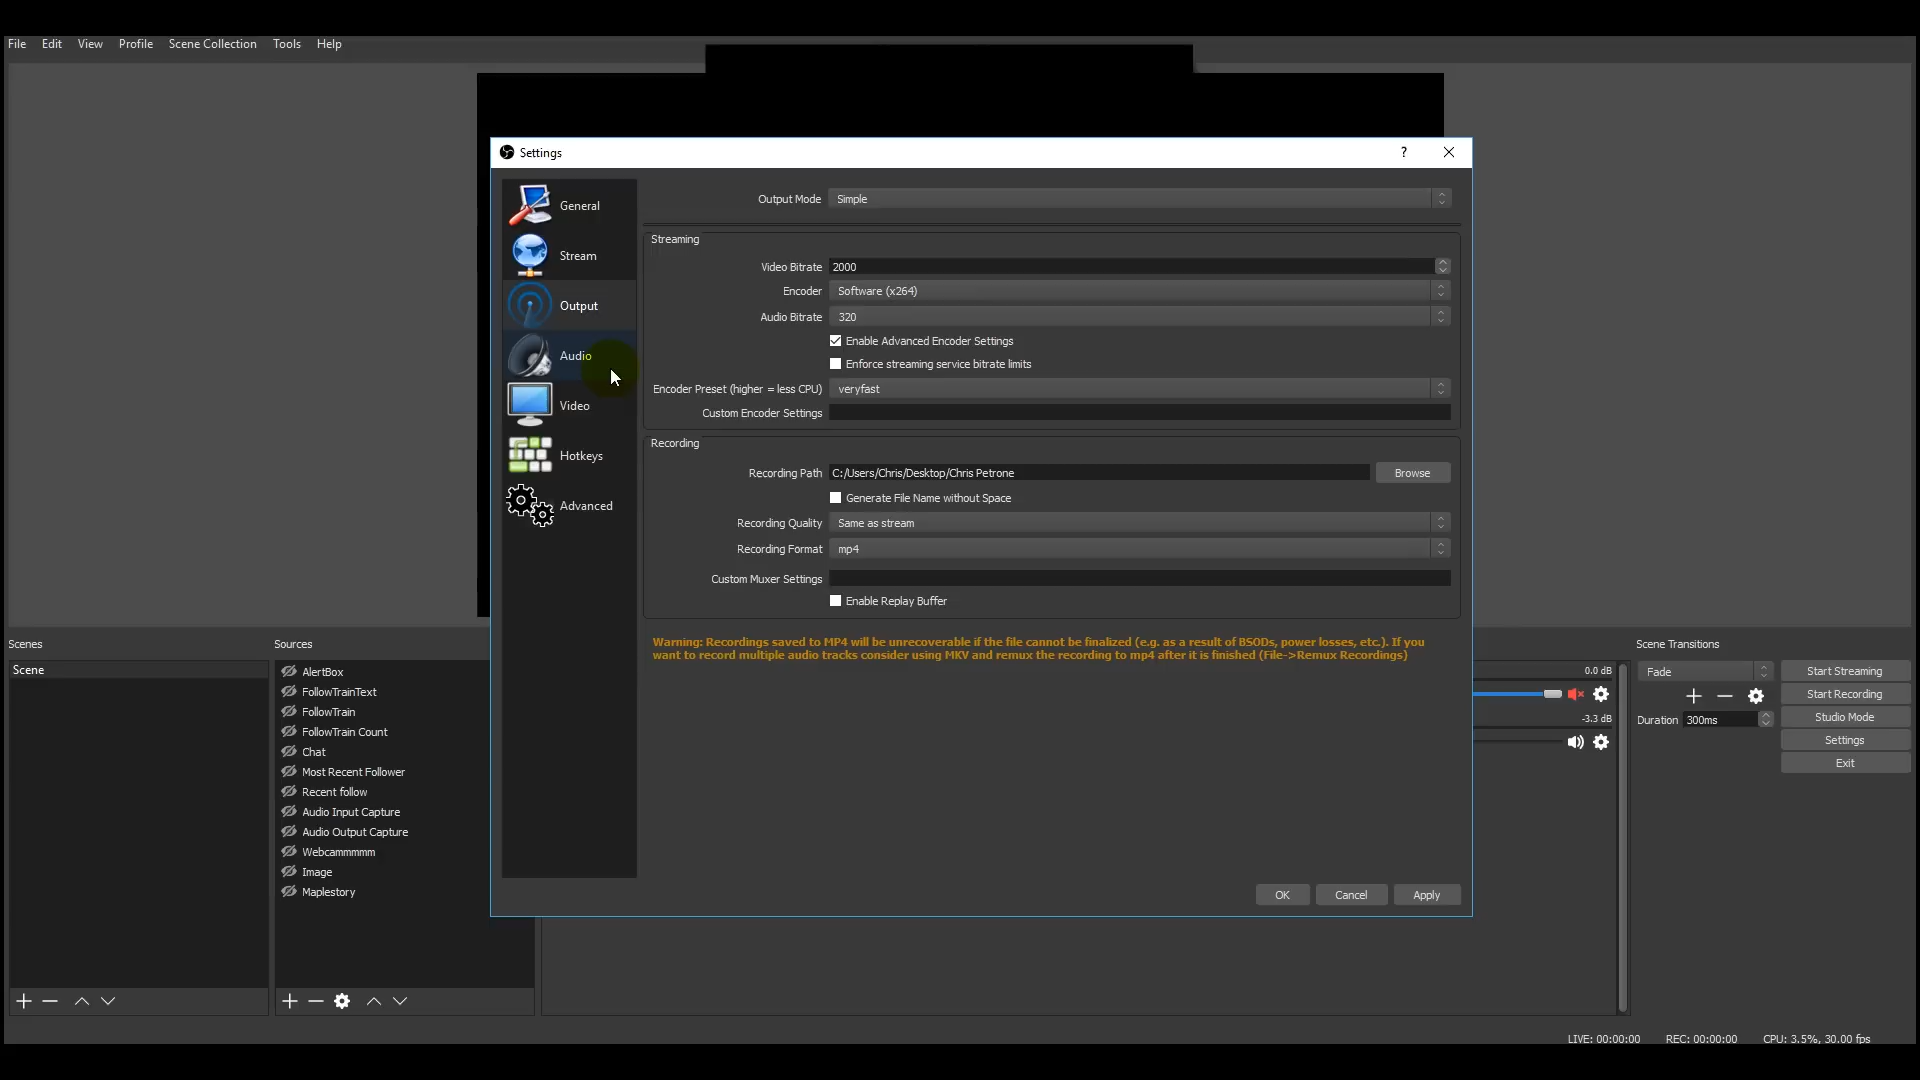 File Edit View Profile Scene Collection Tools Help
Settings ?
General
Stream
Output
Audio
Video
Hotkeys
Advanced
Output Mode Simple
Streaming
Video Bitrate 2000
Encoder Software (x264)
Audio Bitrate 320
Enable Advanced Encoder Settings
Enforce streaming service bitrate limits
Encoder Preset (higher = less CPU) veryfast
Custom Encoder Settings
Recording
Recording Path C:/Users/Chris/Desktop/Chris Petrone Browse
Generate File Name without Space
Recording Quality Same as stream
Recording Format mp4
Custom Muxer Settings
Enable Replay Buffer
Warning: Recordings saved to MP4 will be unrecoverable if the file cannot be finalized (e.g. as a result of BSODs, power losses, etc.). If you
want to record multiple audio tracks consider using MKV and remux the recording to mp4 after it is finished (File->Remux Recordings)
OK Cancel Apply
Scenes
Scene
Sources
AlertBox
FollowTrainText
FollowTrain
FollowTrain Count
Chat
Most Recent Follower
Recent follow
Audio Input Capture
Audio Output Capture
Webcammmmm
Image
Maplestory
0.0 dB
-3.3 dB
Scene Transitions
Fade
Duration 300ms
Start Streaming
Start Recording
Studio Mode
Settings
Exit
LIVE: 00:00:00 REC: 00:00:00 CPU: 3.5%, 30.00 fps